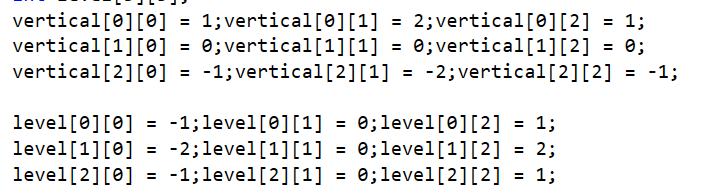 vertical[0][0] = 1;vertical[0][1] = 2;vertical[0][2] = 1;
vertical[1][0] = 0;vertical[1][1] = 0;vertical[1][2] = 0;
vertical[2][0] = -1;vertical[2][1] = -2;vertical[2][2] = -1;
level[0][0] = -1;level[0][1] = 0;level[0][2] = 1;
level[1][0] = -2;level[1][1] = 0;level[1][2] = 2;
level[2][0] = -1;level[2][1] = 0;level[2][2] = 1;